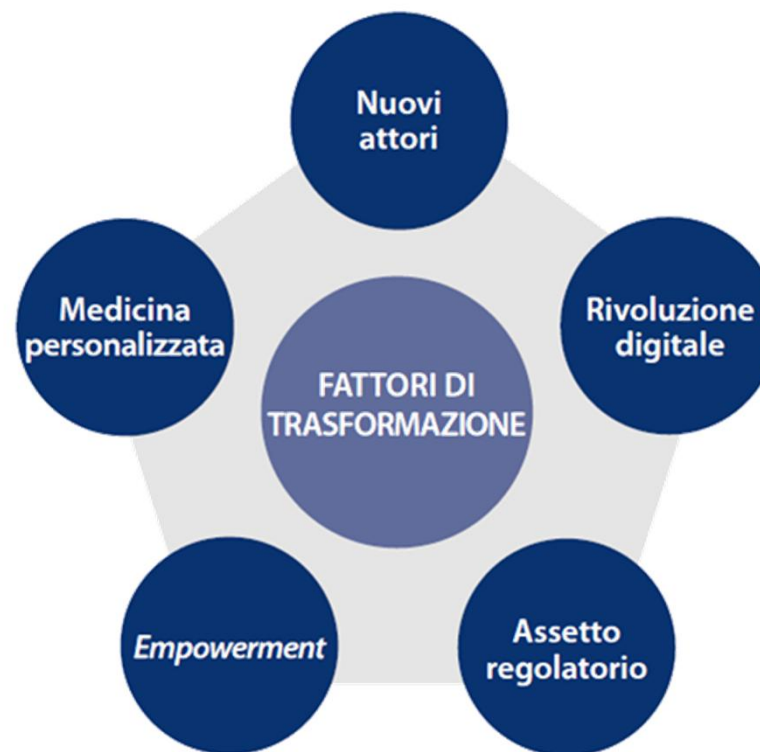 Nuovi
attori
Medicina
personalizzata
Rivoluzione
digitale
FATTORI DI
TRASFORMAZIONE
Empowerment
Assetto
regolatorio